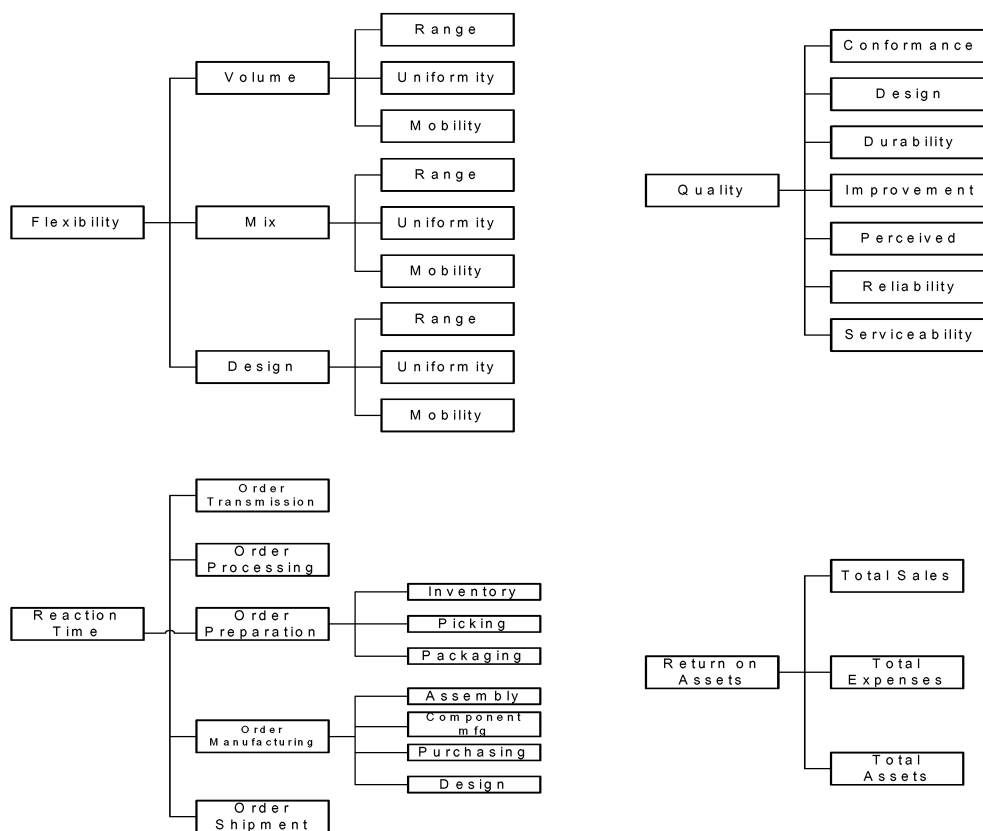 Flexibility
Volume
Range
Uniformity
Mobility
Mix
Range
Uniformity
Mobility
Design
Range
Uniformity
Mobility
Quality
Conformance
Design
Durability
Improvement
Perceived
Reliability
Serviceability
Reaction
Time
Order
Transmission
Order
Processing
Order
Preparation
Inventory
Picking
Packaging
Order
Manufacturing
Assembly
Component
mfg
Purchasing
Design
Order
Shipment
Return on
Assets
Total Sales
Total
Expenses
Total
Assets